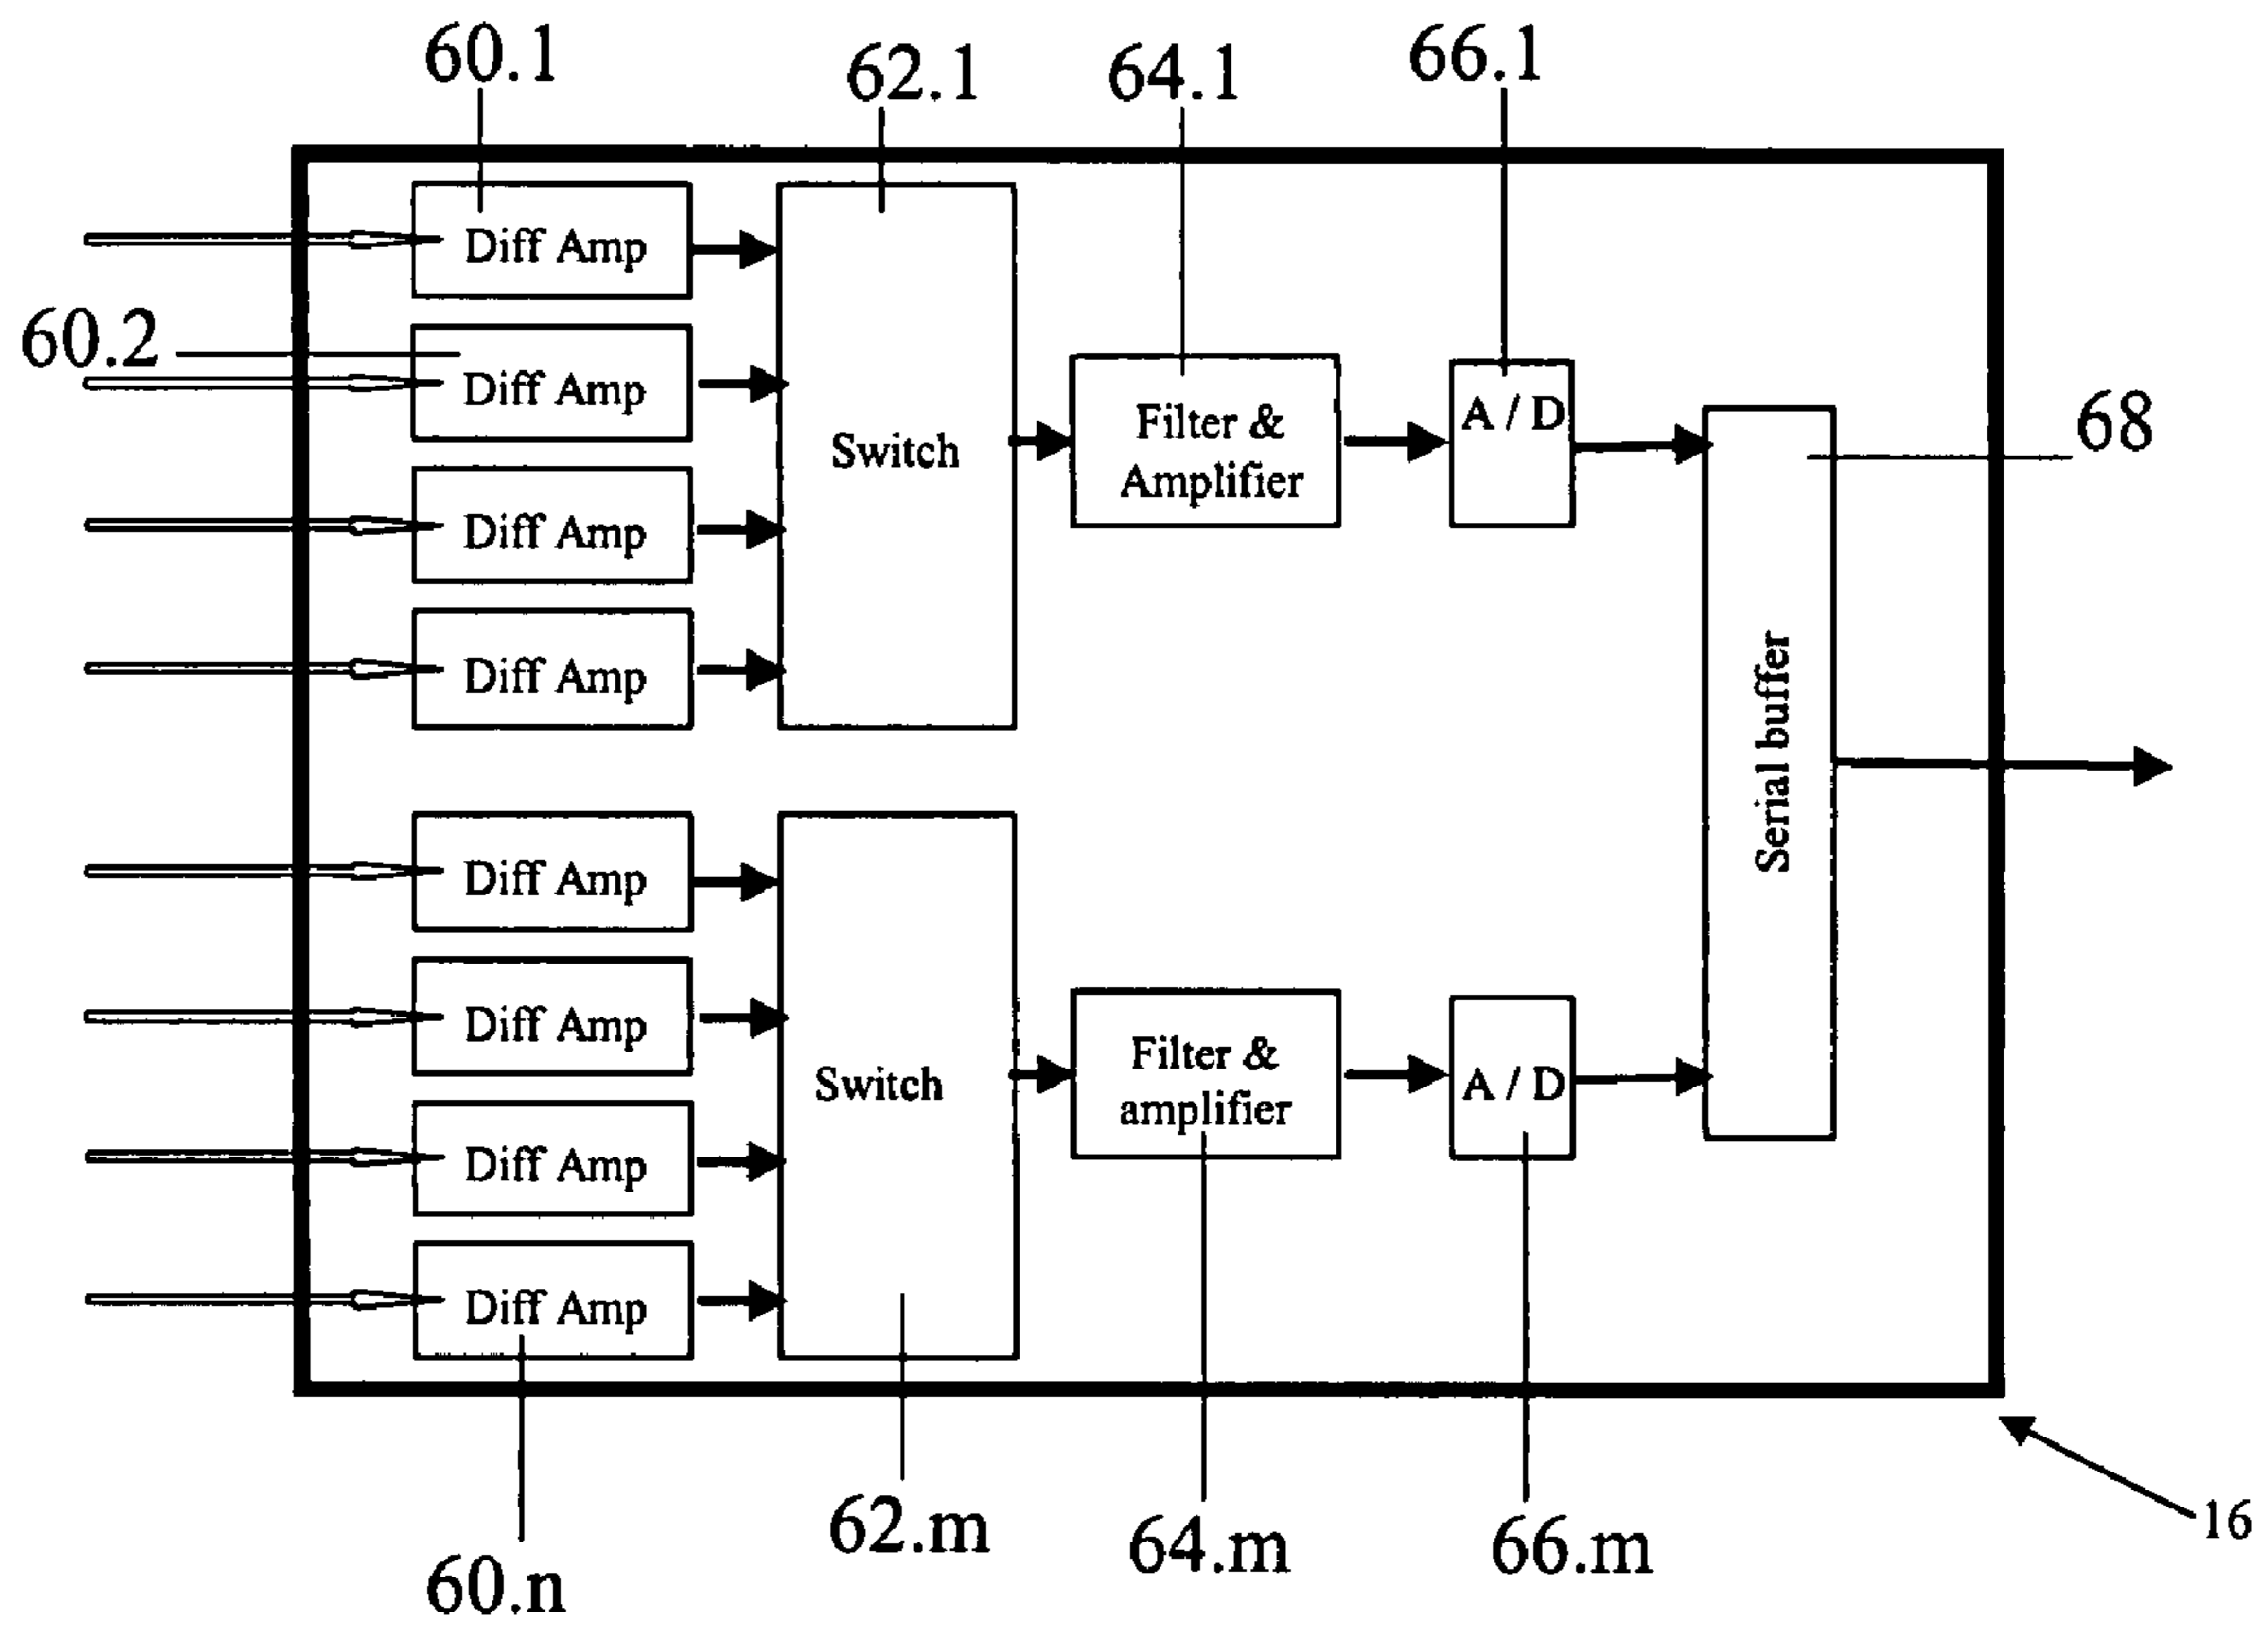 60.1
62.1
64.1
66.1
Diff Amp
60.2
Diff Amp
Switch
Filter &
Amplifier
A / D
68
Diff Amp
Diff Amp
Serial buffer
Diff Amp
Diff Amp
Switch
Filter &
amplifier
A / D
Diff Amp
Diff Amp
62.m
64.m
66.m
16
60.n